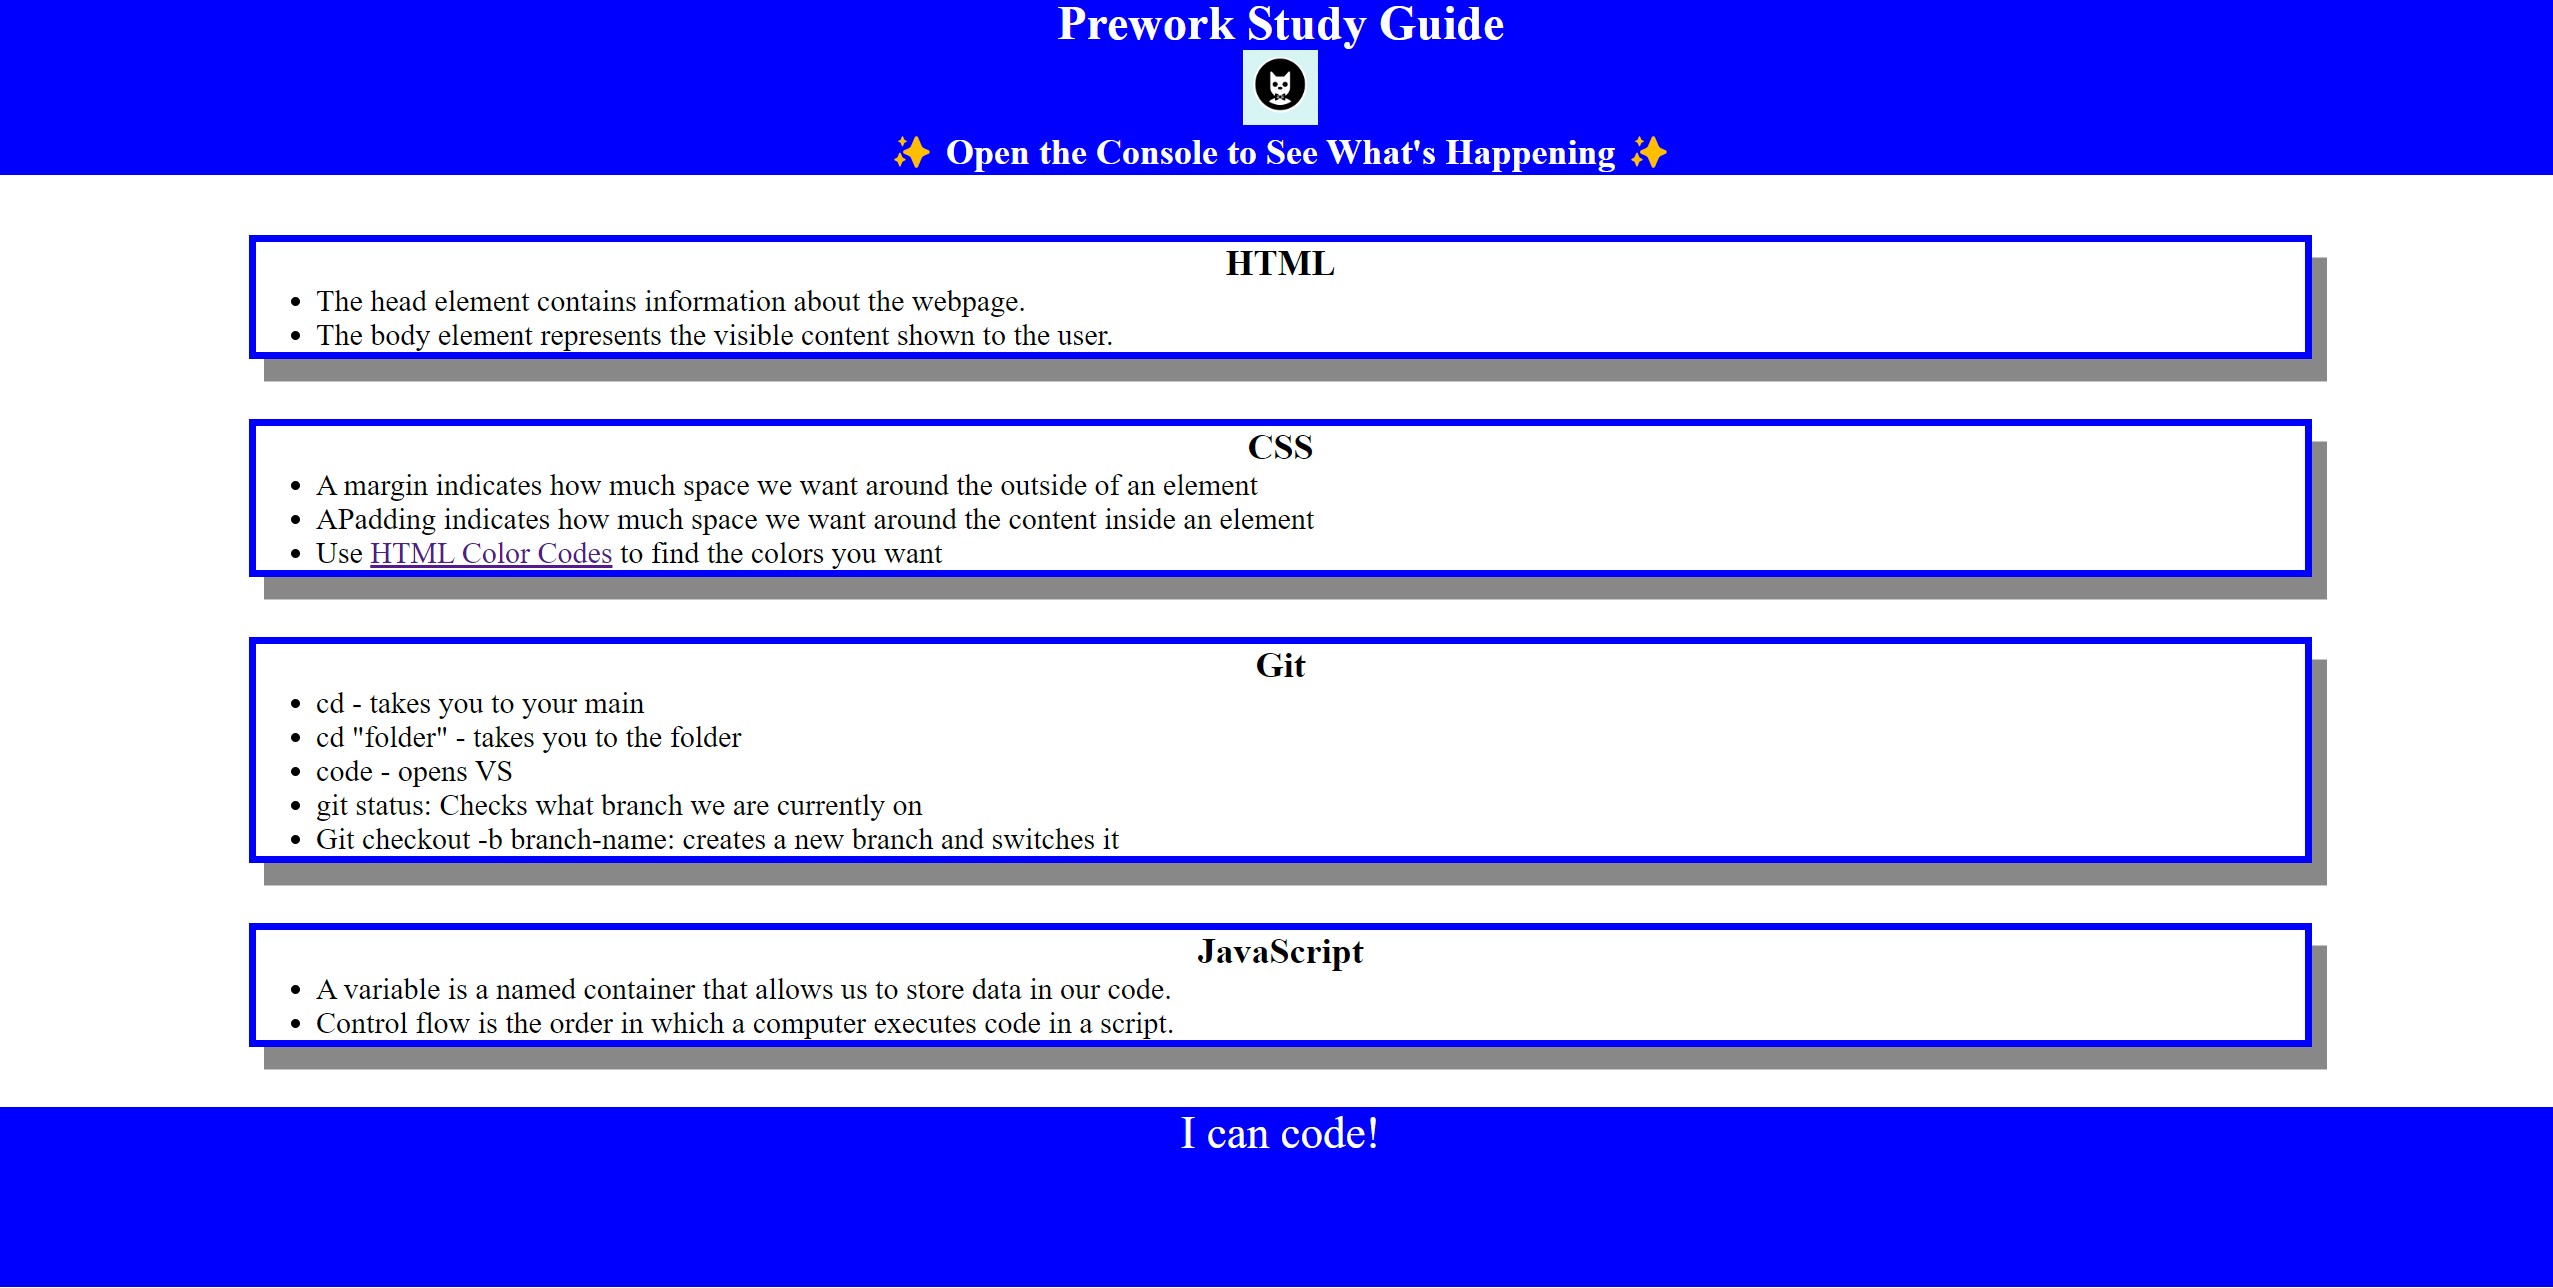 Prework Study Guide
✨ Open the Console to See What's Happening ✨
HTML
• The head element contains information about the webpage.
• The body element represents the visible content shown to the user.
CSS
• A margin indicates how much space we want around the outside of an element
• APadding indicates how much space we want around the content inside an element
• Use HTML Color Codes to find the colors you want
Git
• cd - takes you to your main
• cd "folder" - takes you to the folder
• code - opens VS
• git status: Checks what branch we are currently on
• Git checkout -b branch-name: creates a new branch and switches it
JavaScript
• A variable is a named container that allows us to store data in our code.
• Control flow is the order in which a computer executes code in a script.
I can code!